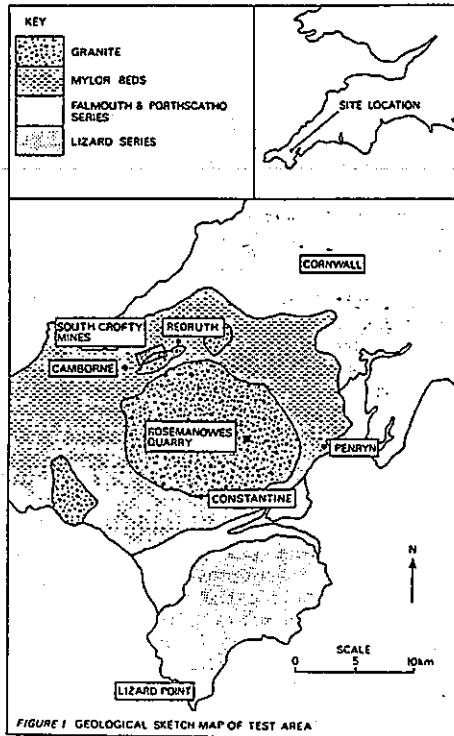 KEY
GRANITE
MYLOR BEDS
FALMOUTH & PORTHSCATHO
SERIES
LIZARD SERIES
SITE LOCATION
CORNWALL
SOUTH CROFTY
MINES
REDRUTH
CAMBORNE
ROSEMANOWES
QUARRY
PENRYN
CONSTANTINE
N
SCALE
0 5 10km
LIZARD POINT
FIGURE 1 GEOLOGICAL SKETCH MAP OF TEST AREA